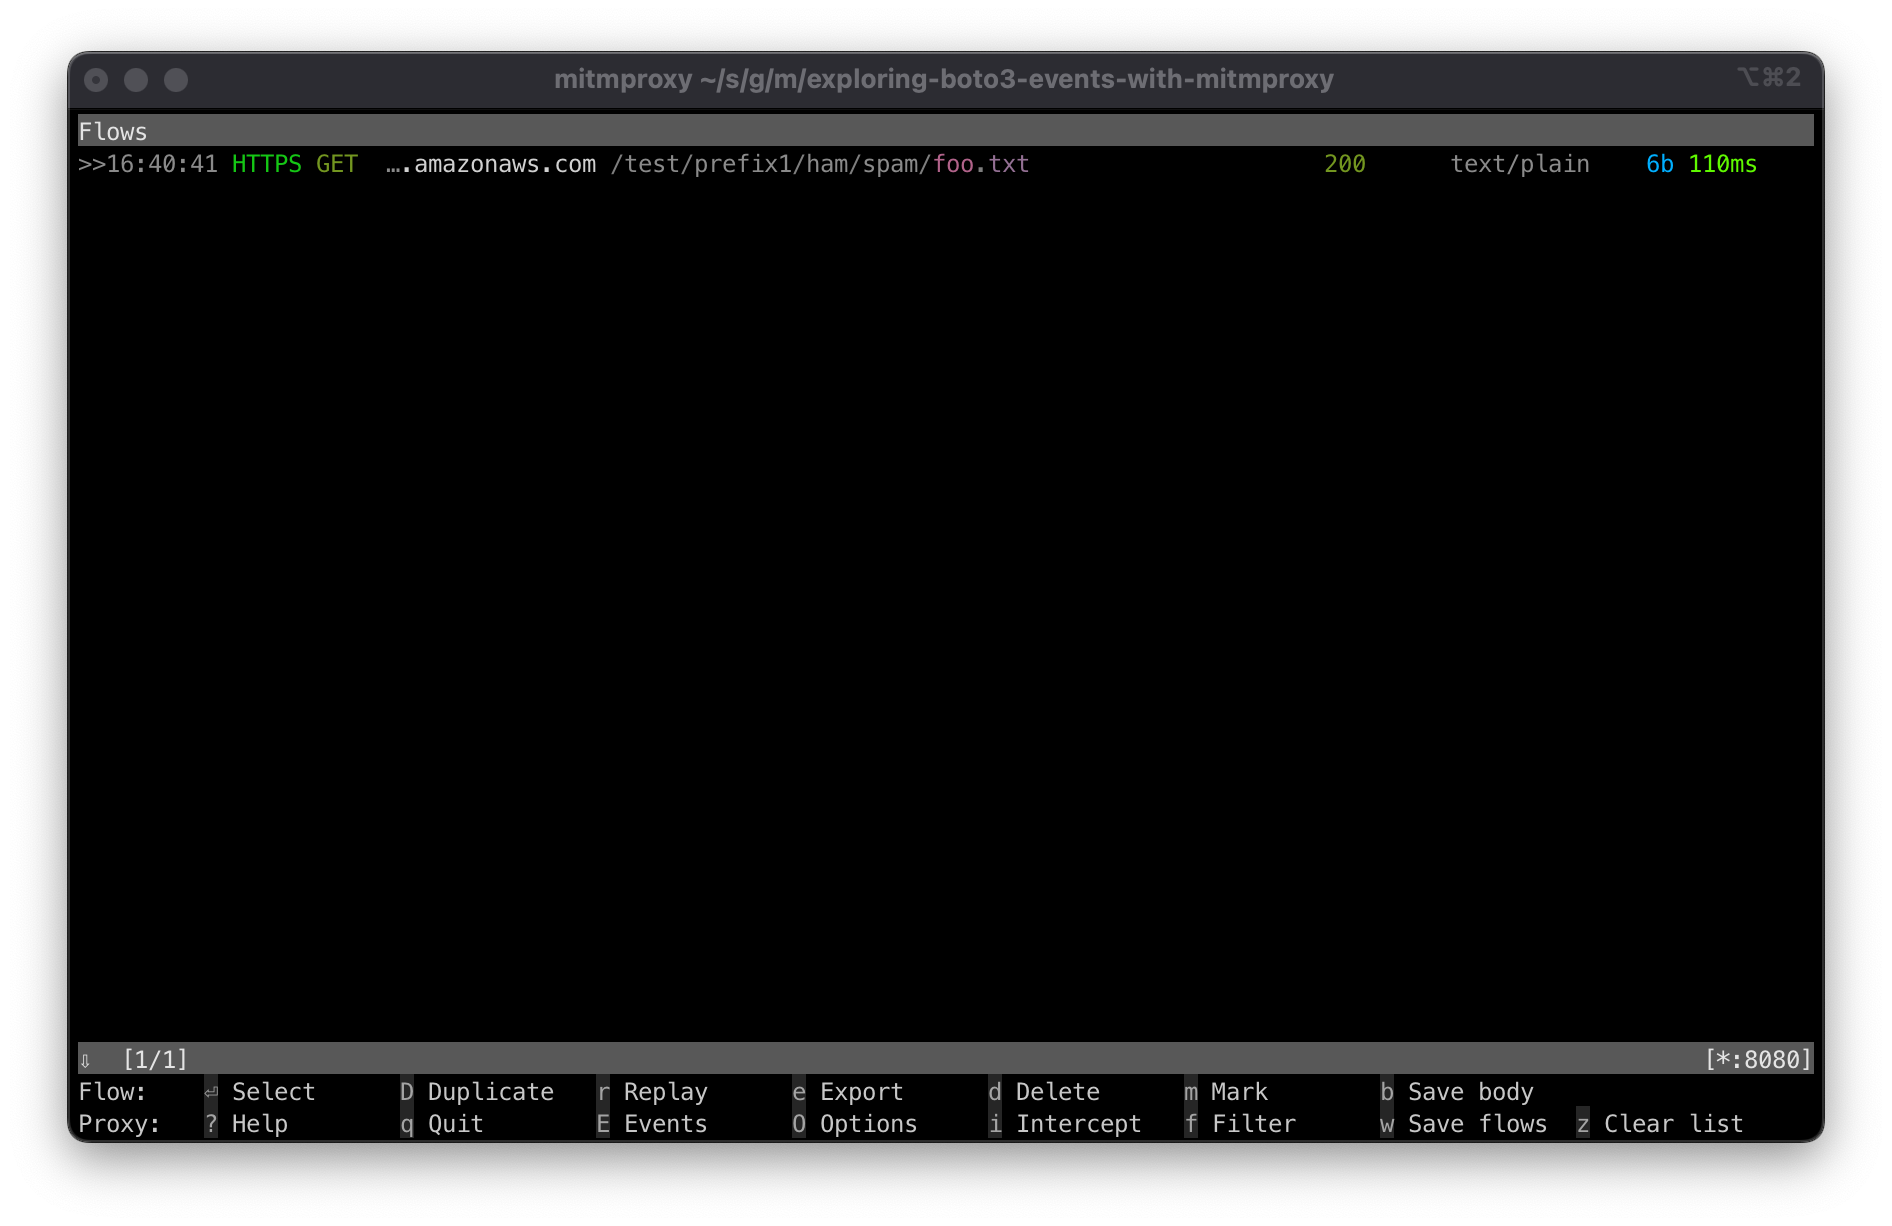 mitmproxy ~/s/g/m/exploring-boto3-events-with-mitmproxy ⌥⌘2
Flows
>>16:40:41 HTTPS GET ….amazonaws.com /test/prefix1/ham/spam/foo.txt 200 text/plain 6b 110ms
⇩ [1/1] [*:8080]
Flow: ⏎ Select D Duplicate r Replay e Export d Delete m Mark b Save body
Proxy: ? Help q Quit E Events O Options i Intercept f Filter w Save flows z Clear list